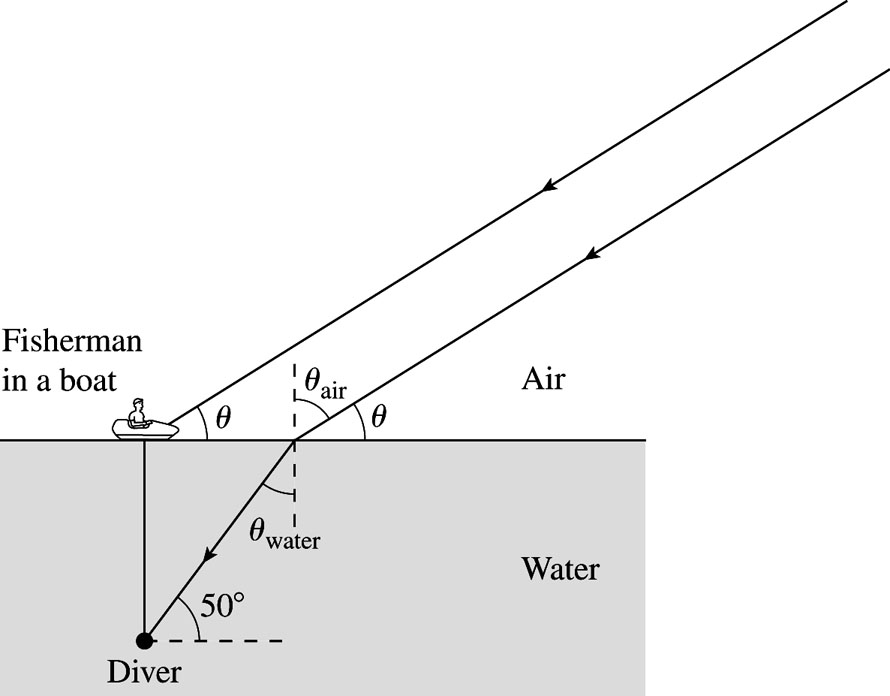 Fisherman
in a boat
θ
θair
θ
Air
θwater
Water
50°
Diver